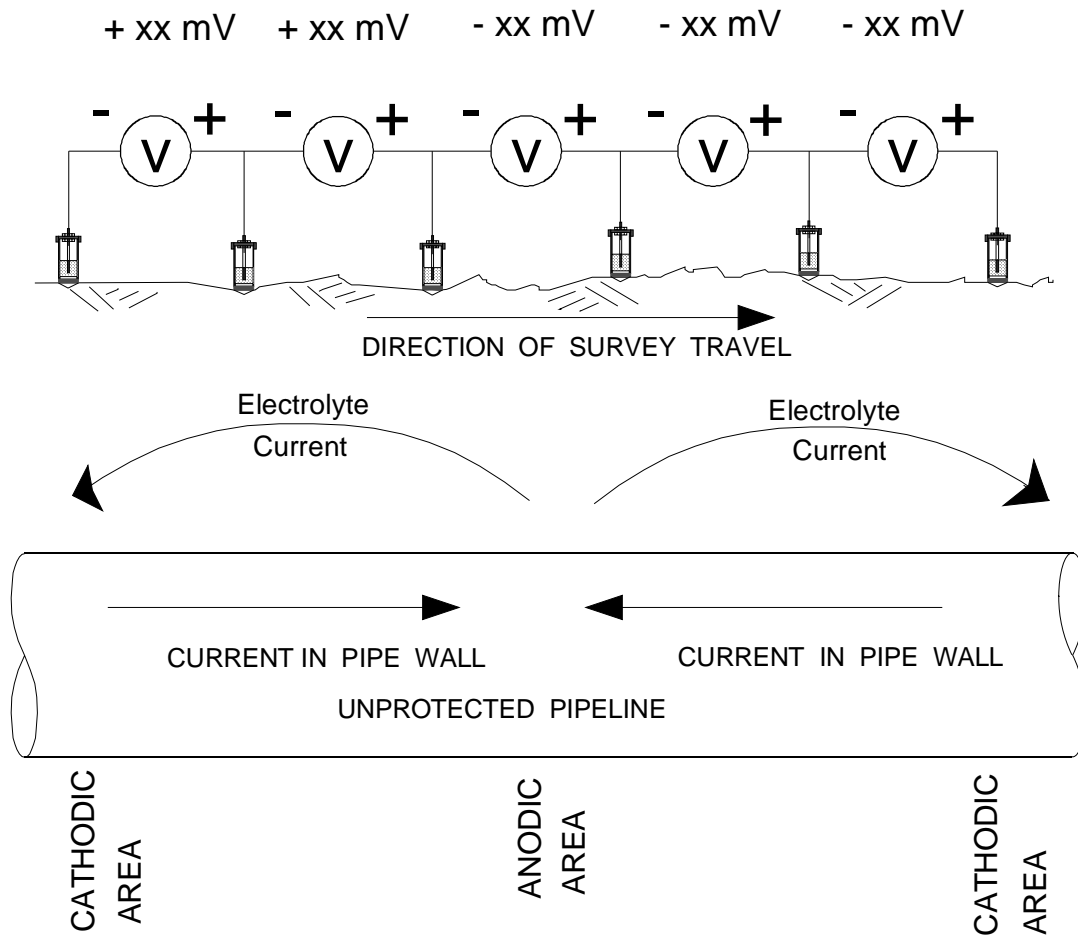 + xx mV + xx mV - xx mV - xx mV - xx mV
- + - + - + - + - +
V V V V V
DIRECTION OF SURVEY TRAVEL
Electrolyte
Current
Electrolyte
Current
CURRENT IN PIPE WALL
CURRENT IN PIPE WALL
UNPROTECTED PIPELINE
CATHODIC
AREA
ANODIC
AREA
CATHODIC
AREA